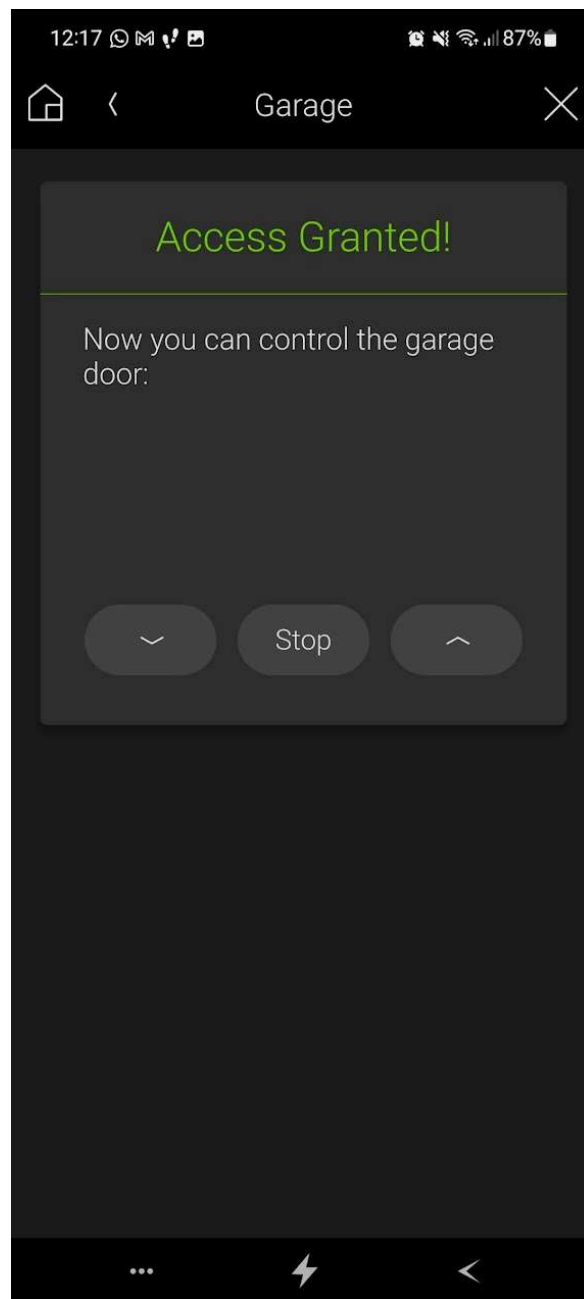 12:17
87%
Garage
Access Granted!
Now you can control the garage
door:
Stop